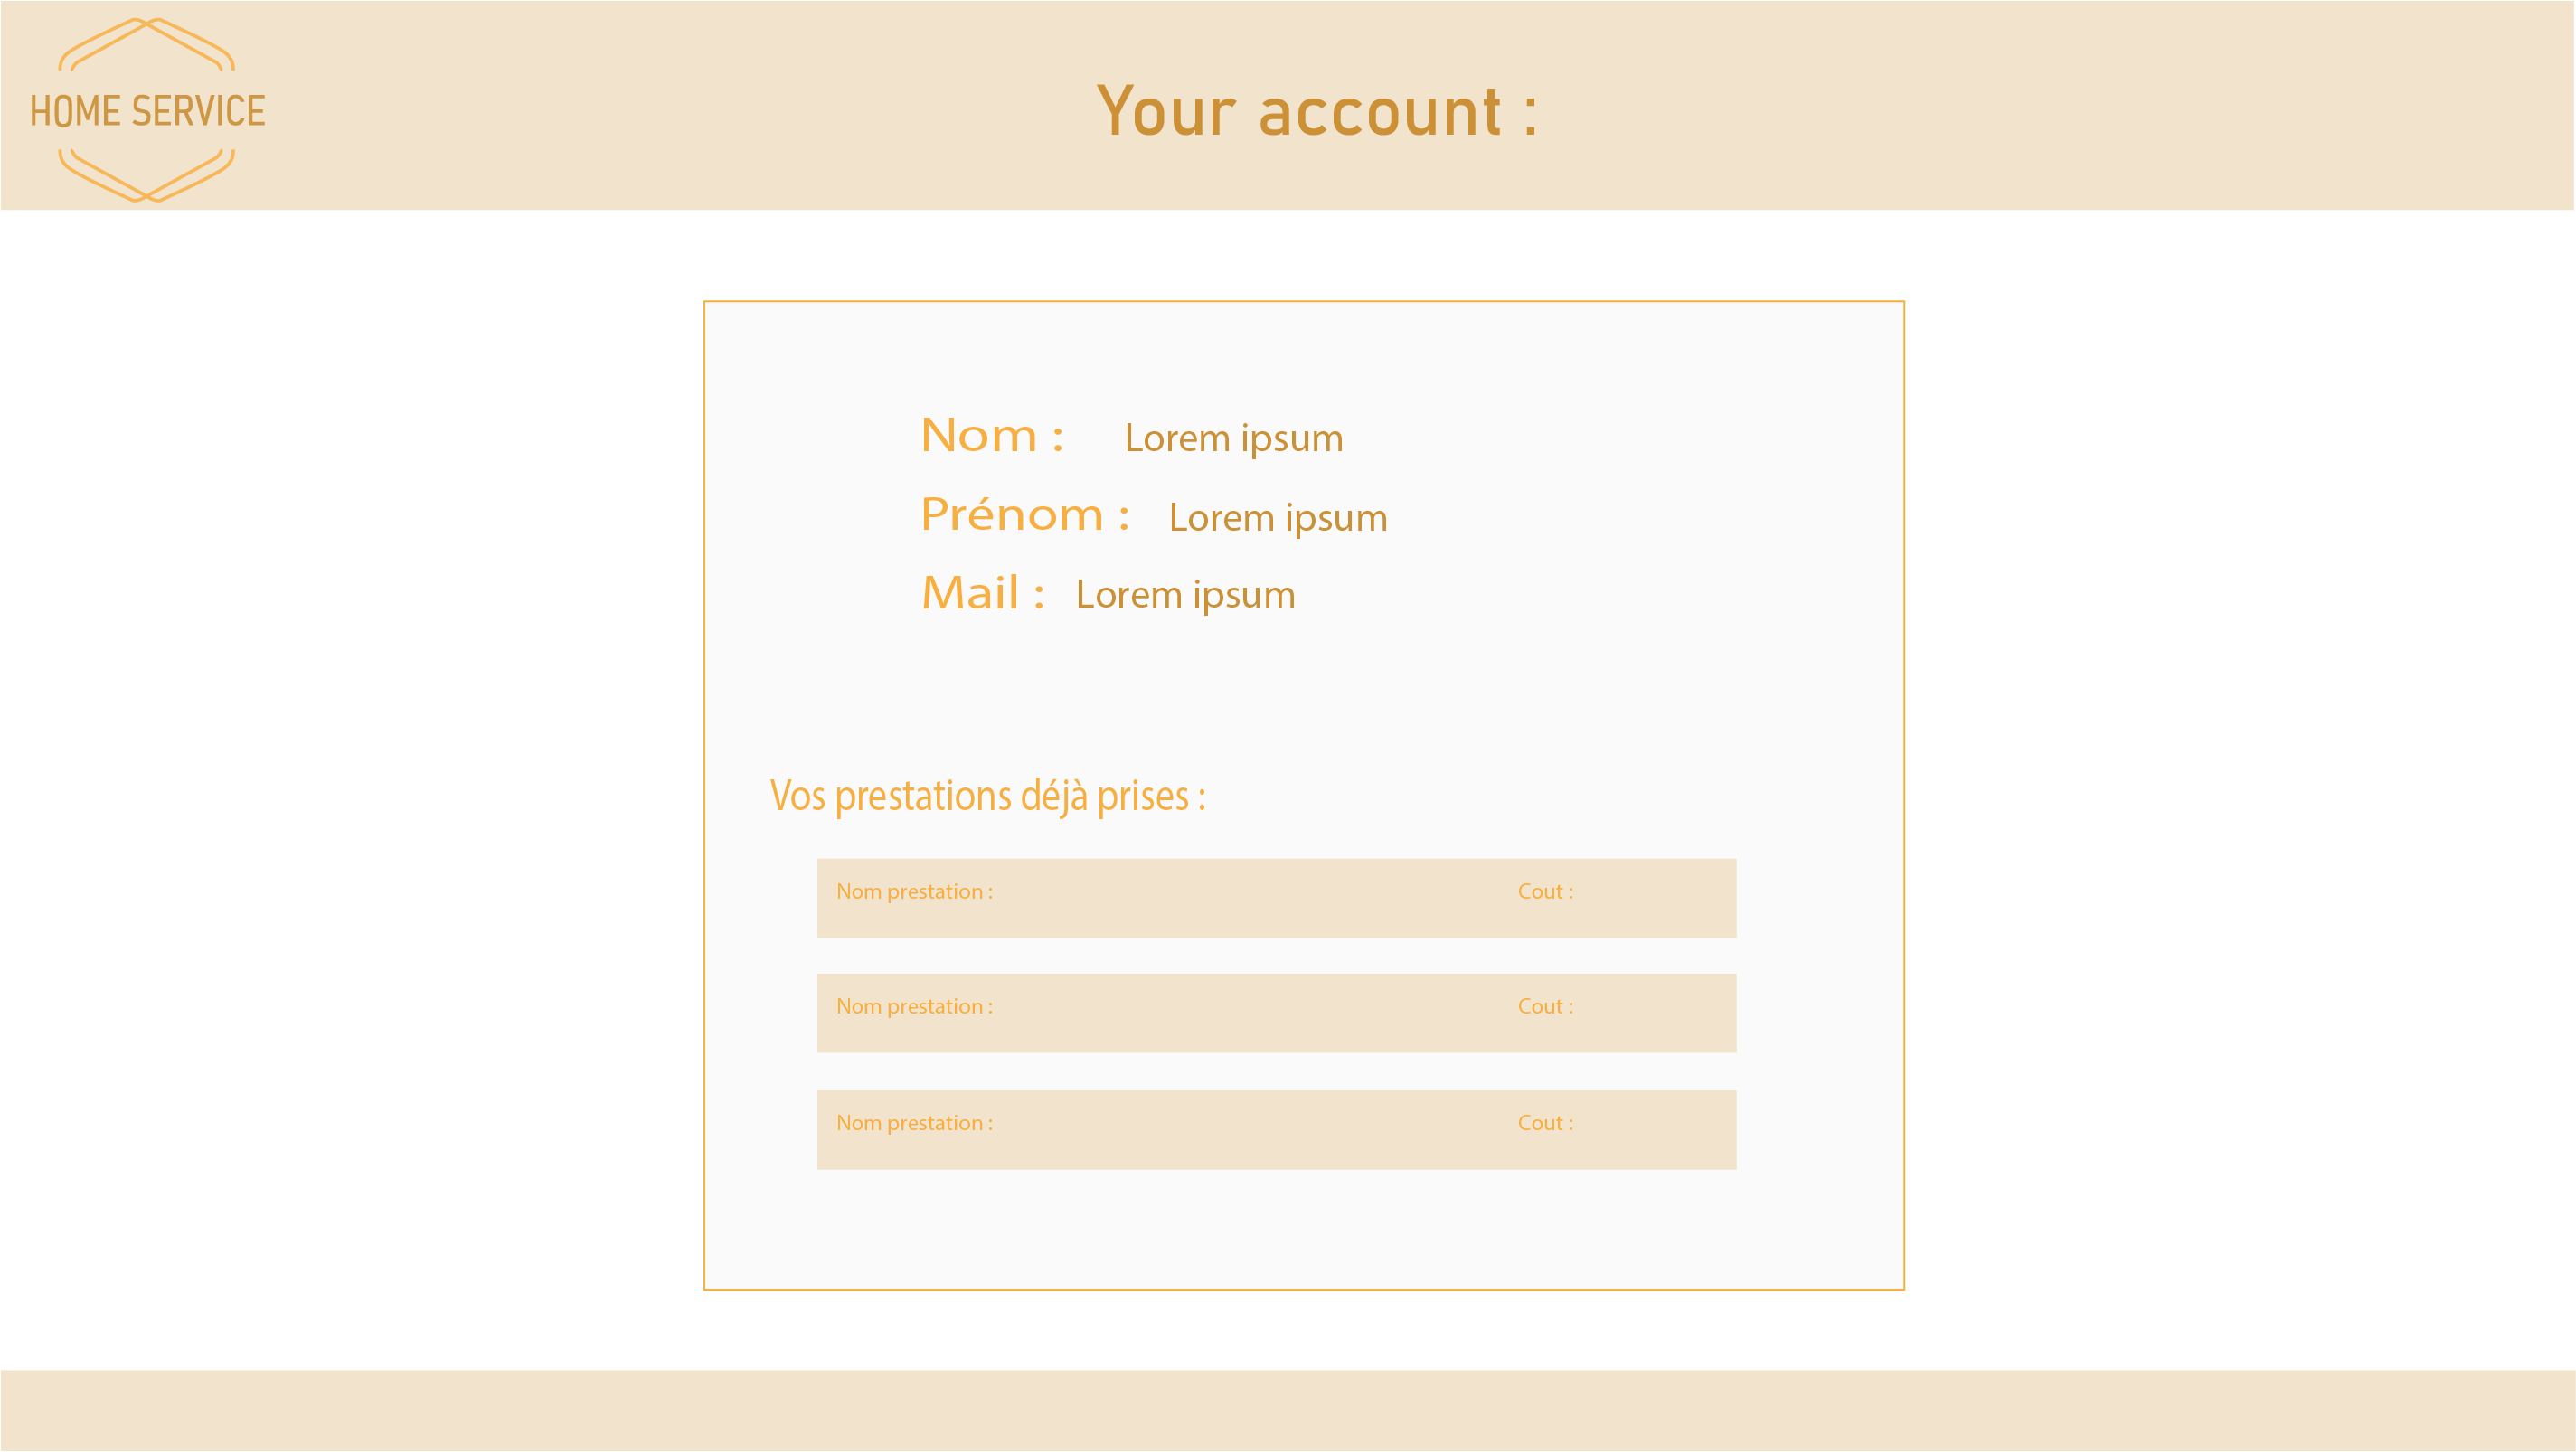 HOME SERVICE
Your account :
Nom : Lorem ipsum
Prénom : Lorem ipsum
Mail : Lorem ipsum
Vos prestations déjà prises :
Nom prestation : Cout :
Nom prestation : Cout :
Nom prestation : Cout :